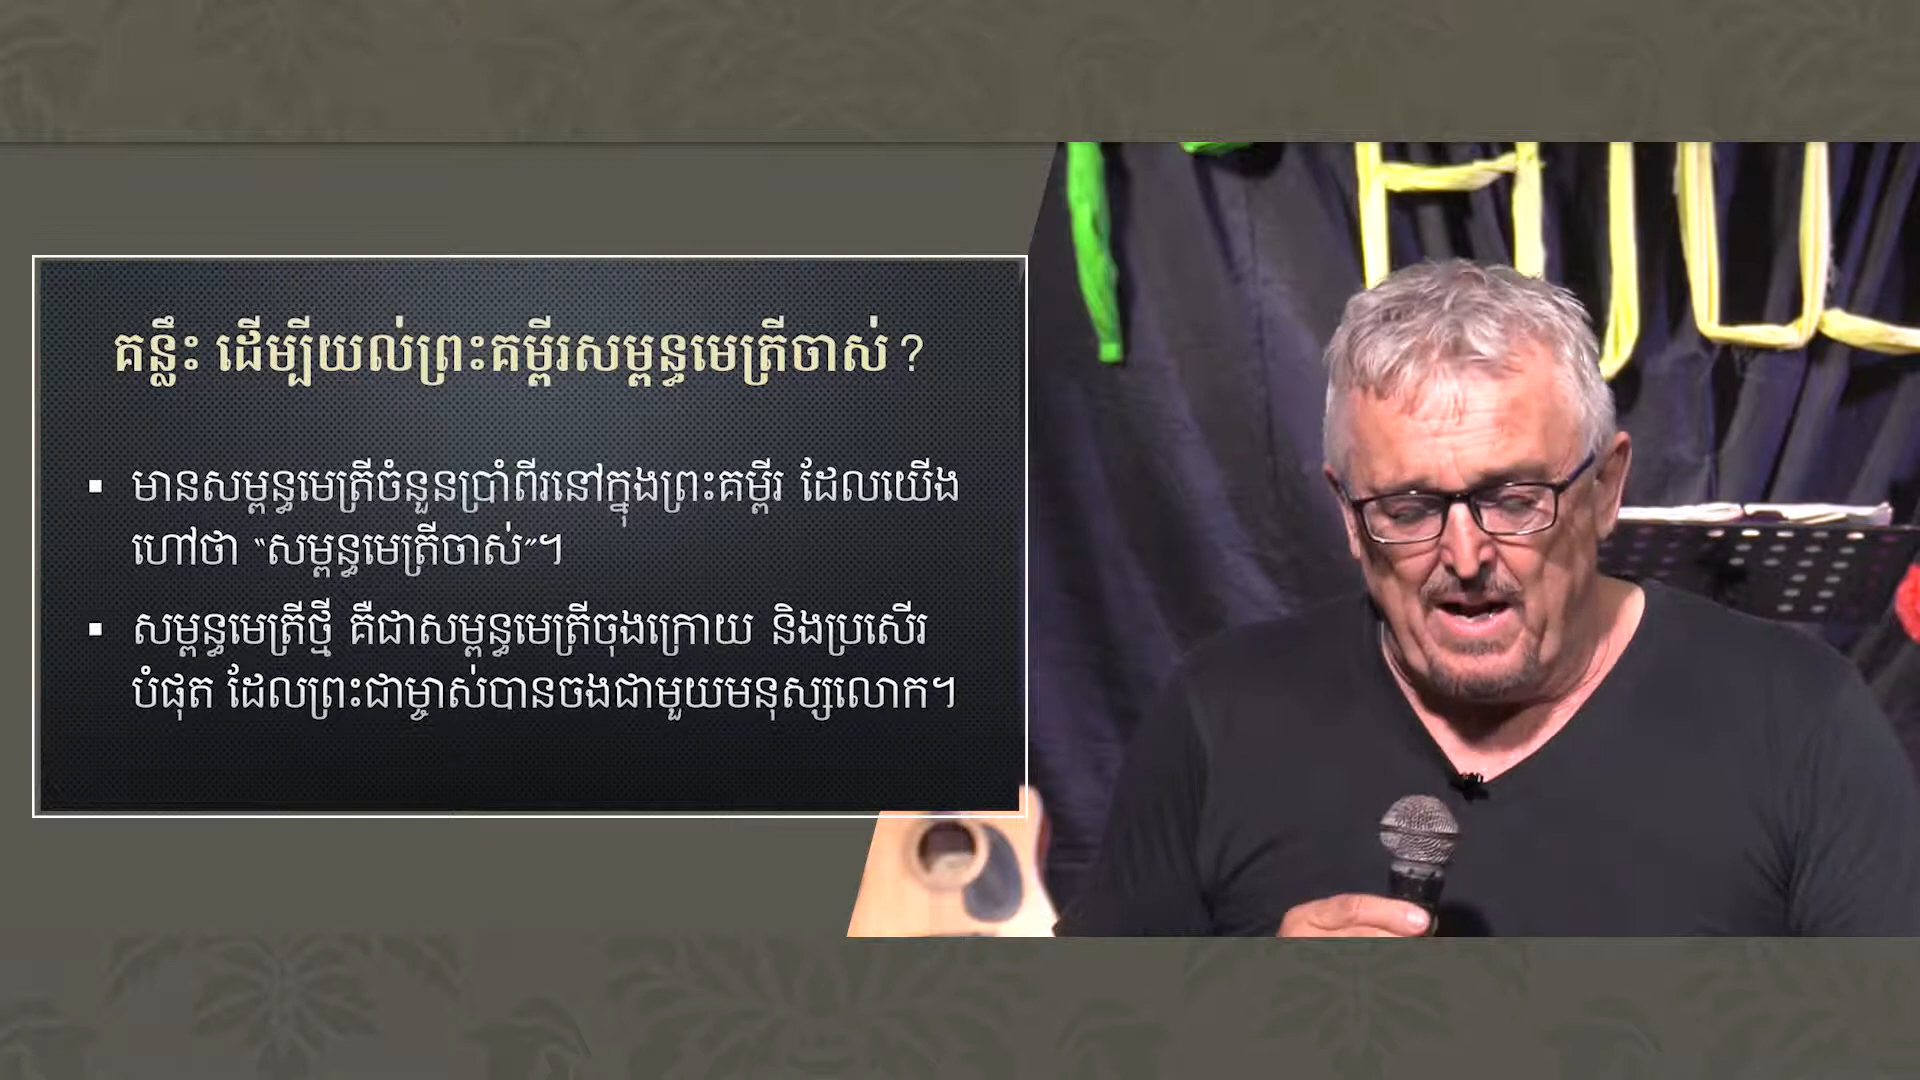 គន្លឹះ ដើម្បីយល់ព្រះគម្ពីរសម្ពន្ធមេត្រីចាស់ ?
▪ មានសម្ពន្ធមេត្រីចំនួនប្រាំពីរនៅក្នុងព្រះគម្ពីរ ដែលយើង
ហៅថា “សម្ពន្ធមេត្រីចាស់”។
▪ សម្ពន្ធមេត្រីថ្មី គឺជាសម្ពន្ធមេត្រីចុងក្រោយ និងប្រសើរ
បំផុត ដែលព្រះជាម្ចាស់បានចងជាមួយមនុស្សលោក។